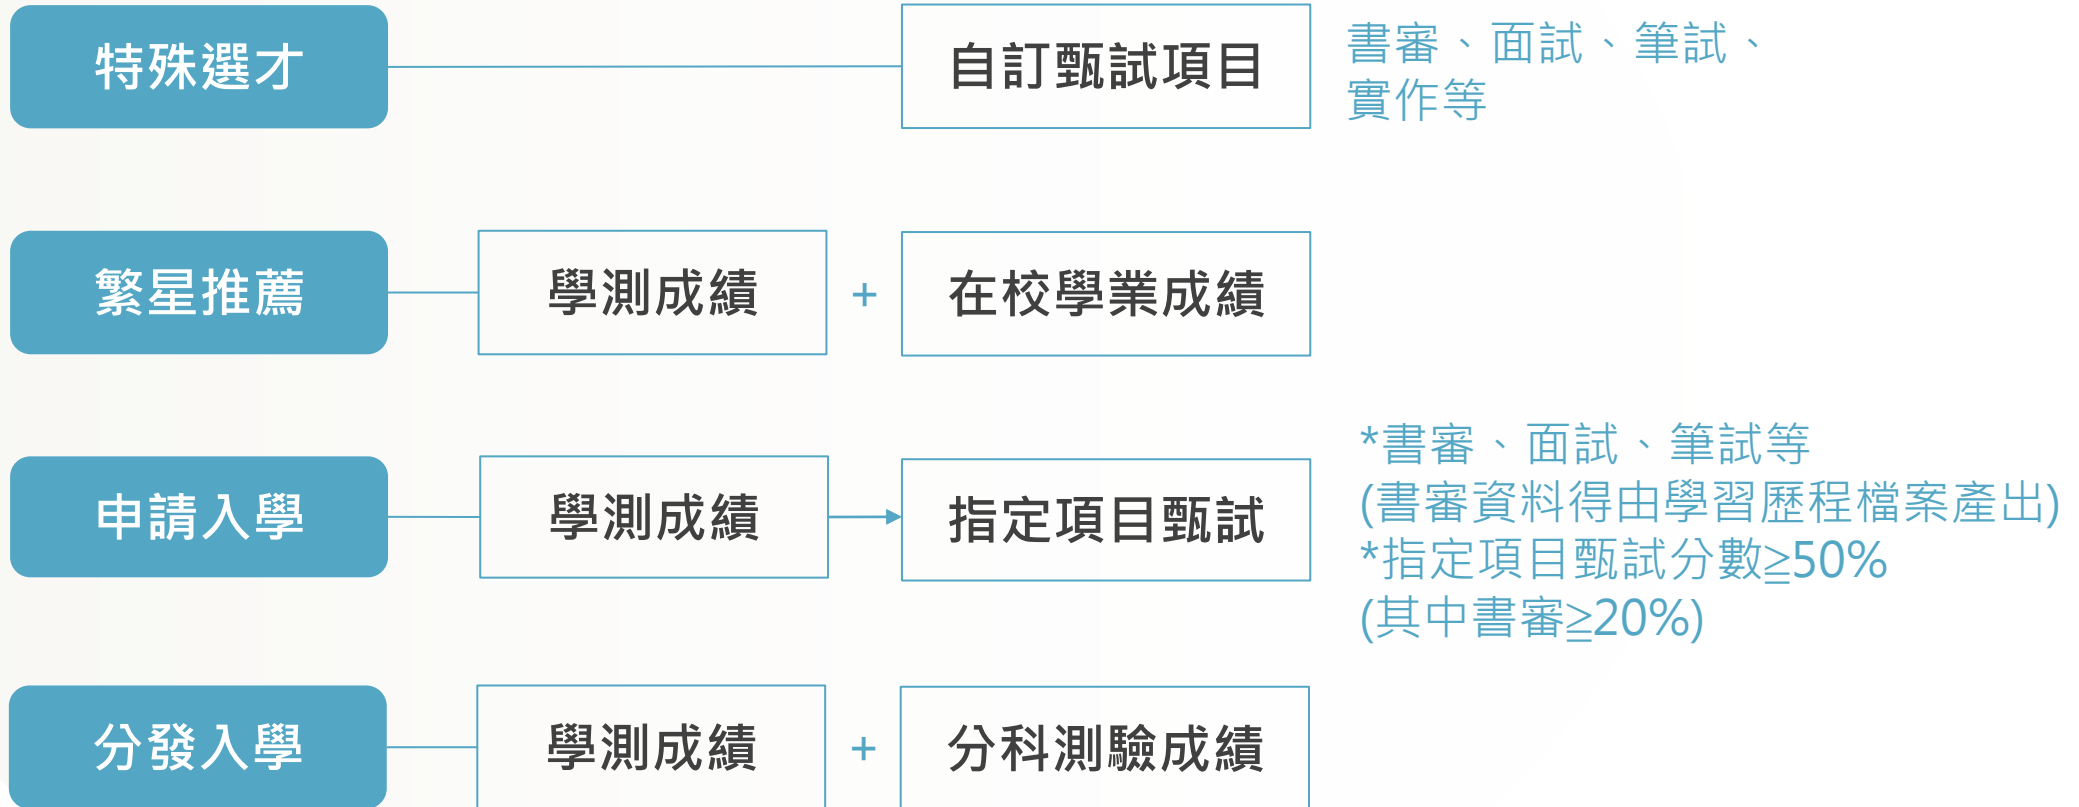 特殊選才
自訂甄試項目
書審、面試、筆試、
實作等
繁星推薦
學測成績
+
在校學業成績
申請入學
學測成績
指定項目甄試
*書審、面試、筆試等
(書審資料得由學習歷程檔案產出)
*指定項目甄試分數≧50%
(其中書審≧20%)
分發入學
學測成績
+
分科測驗成績